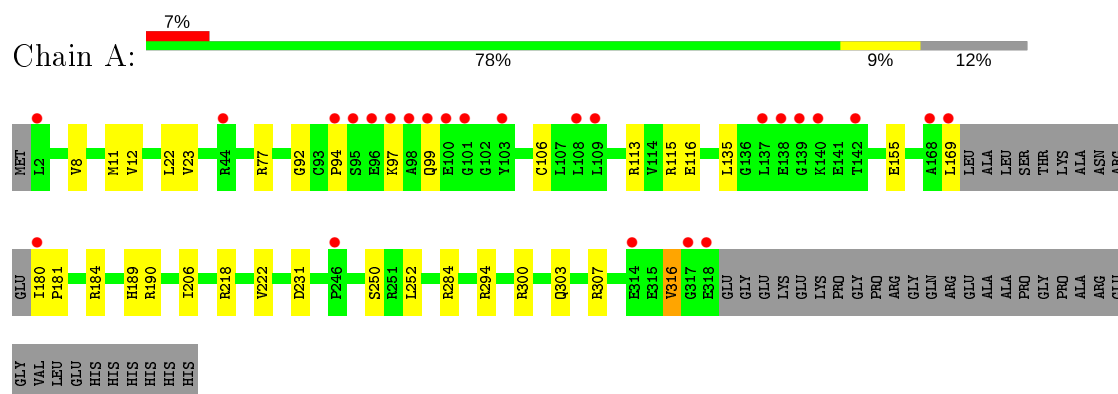 7%
Chain A:
78% 9% 12%
MET L2 V8 M11 V12 L22 V23 R44 R77 G92 C93 P94 S95 E96 K97 A98 Q99 E100 G101 G102 Y103 C106 L107 L108 L109 R113 V114 R115 E116 L135 G136 L137 E138 G139 K140 E141 T142 E155 A168 L169 LEU ALA LEU SER THR LYS ALA ASN ARG
GLU I180 P181 R184 H189 R190 I206 R218 V222 D231 P246 S250 R251 L252 R284 R294 R300 Q303 R307 E314 E315 V316 G317 E318 GLU GLY GLU LYS GLU LYS PRO GLY PRO ARG GLY GLN ARG GLU ALA ALA PRO GLY PRO ALA ARG GLU
GLY VAL LEU GLU HIS HIS HIS HIS HIS HIS